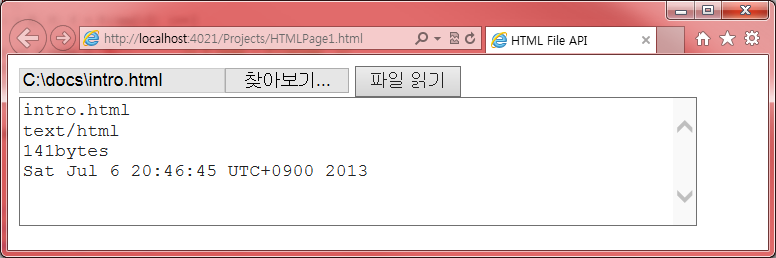 http://localhost:4021/Projects/HTMLPage1.html
HTML File API
C:\docs\intro.html
찾아보기...
파일 읽기
intro.html
text/html
141bytes
Sat Jul 6 20:46:45 UTC+0900 2013